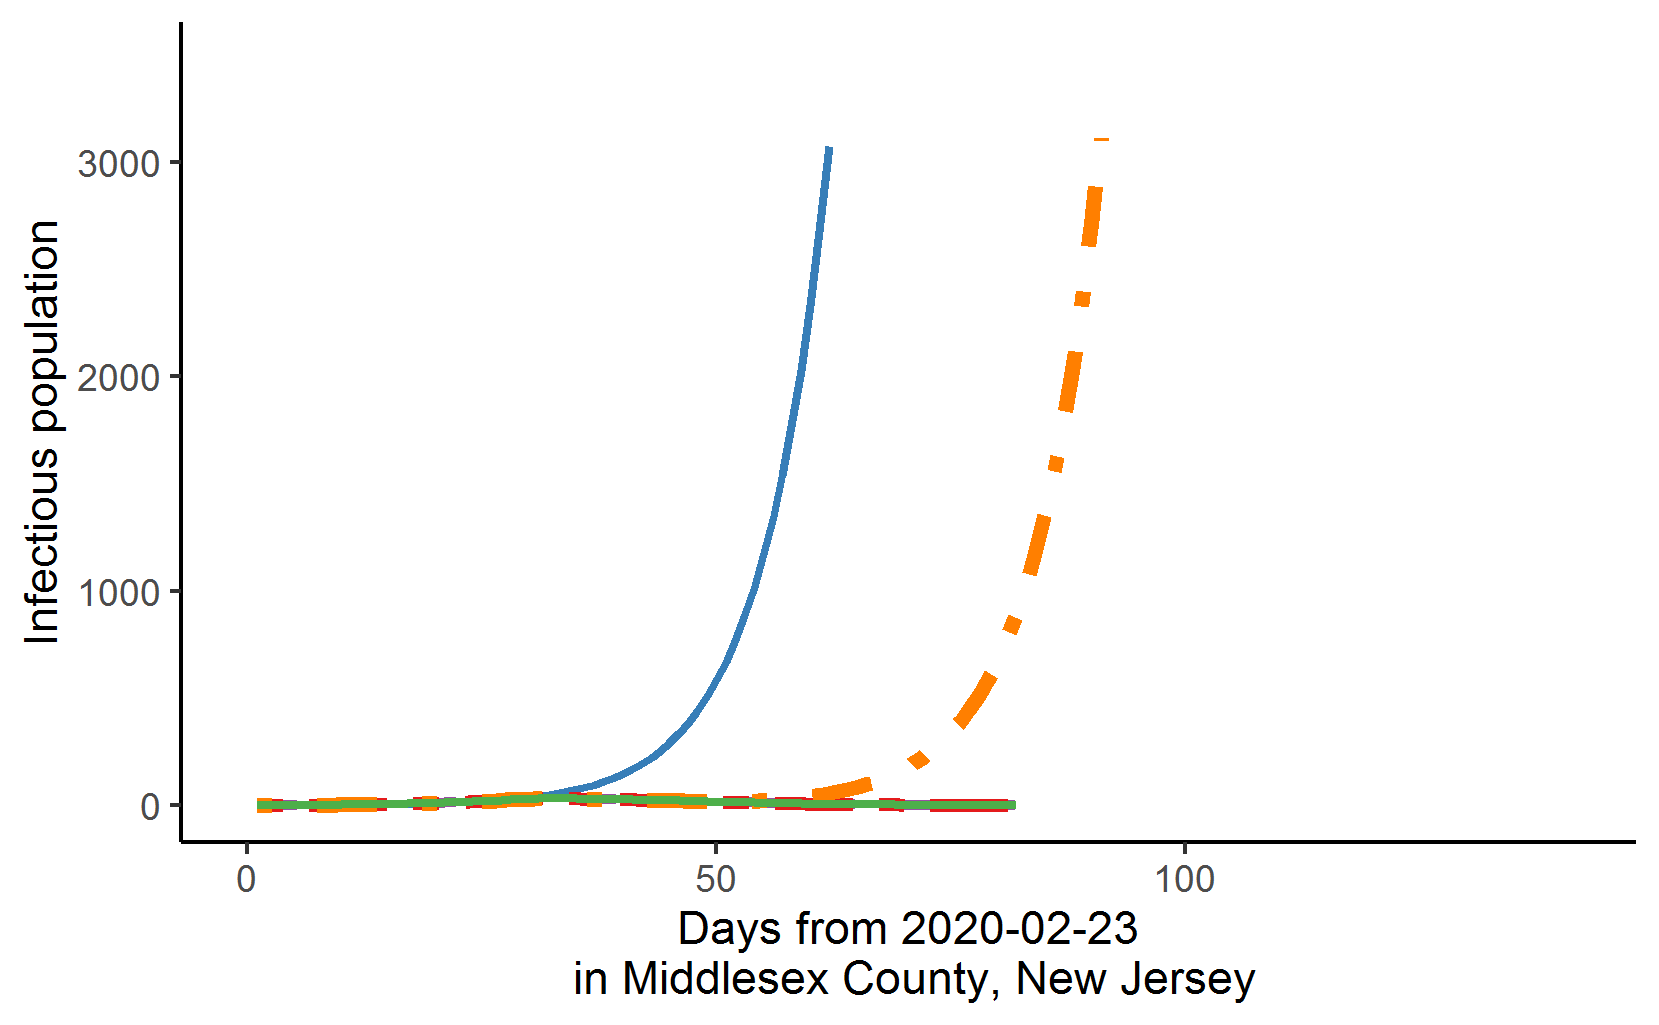 Infectious population
3000
2000
1000
0
0 50 100
Days from 2020-02-23
in Middlesex County, New Jersey